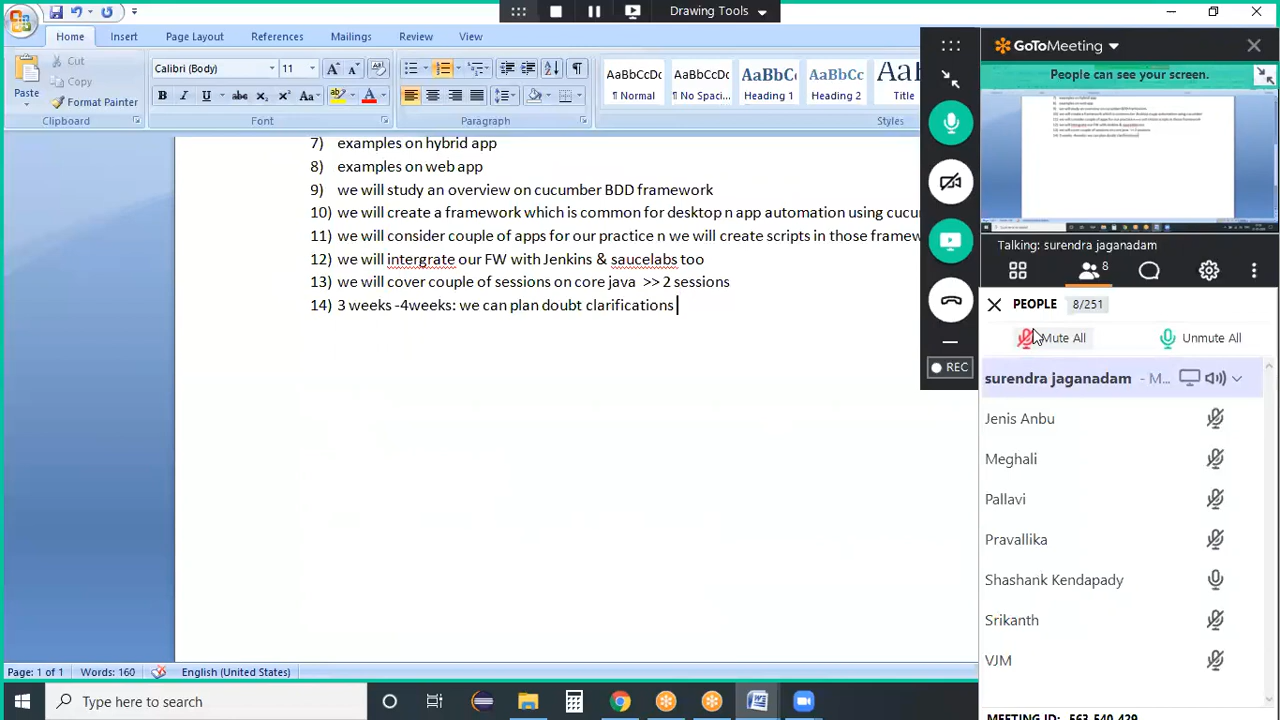 Drawing Tools
Home Insert Page Layout References Mailings Review View
Cut
Copy
Format Painter
Paste
Clipboard
Calibri (Body) 11
Font
Paragraph
AaBbCcDc AaBbCcDc AaBbCc AaBbCc
¶ Normal ¶ No Spaci... Heading 1 Heading 2 Title
Styles
7) examples on hybrid app
8) examples on web app
9) we will study an overview on cucumber BDD framework
10) we will create a framework which is common for desktop n app automation using cucu
11) we will consider couple of apps for our practice n we will create scripts in those framew
12) we will intergrate our FW with Jenkins & saucelabs too
13) we will cover couple of sessions on core java >> 2 sessions
14) 3 weeks -4weeks: we can plan doubt clarifications
REC
GoToMeeting
People can see your screen.
Talking: surendra jaganadam
8
PEOPLE 8/251
Mute All Unmute All
surendra jaganadam - M...
Jenis Anbu
Meghali
Pallavi
Pravallika
Shashank Kendapady
Srikanth
VJM
MEETING ID: 563-540-429
Page: 1 of 1 Words: 160 English (United States)
Type here to search